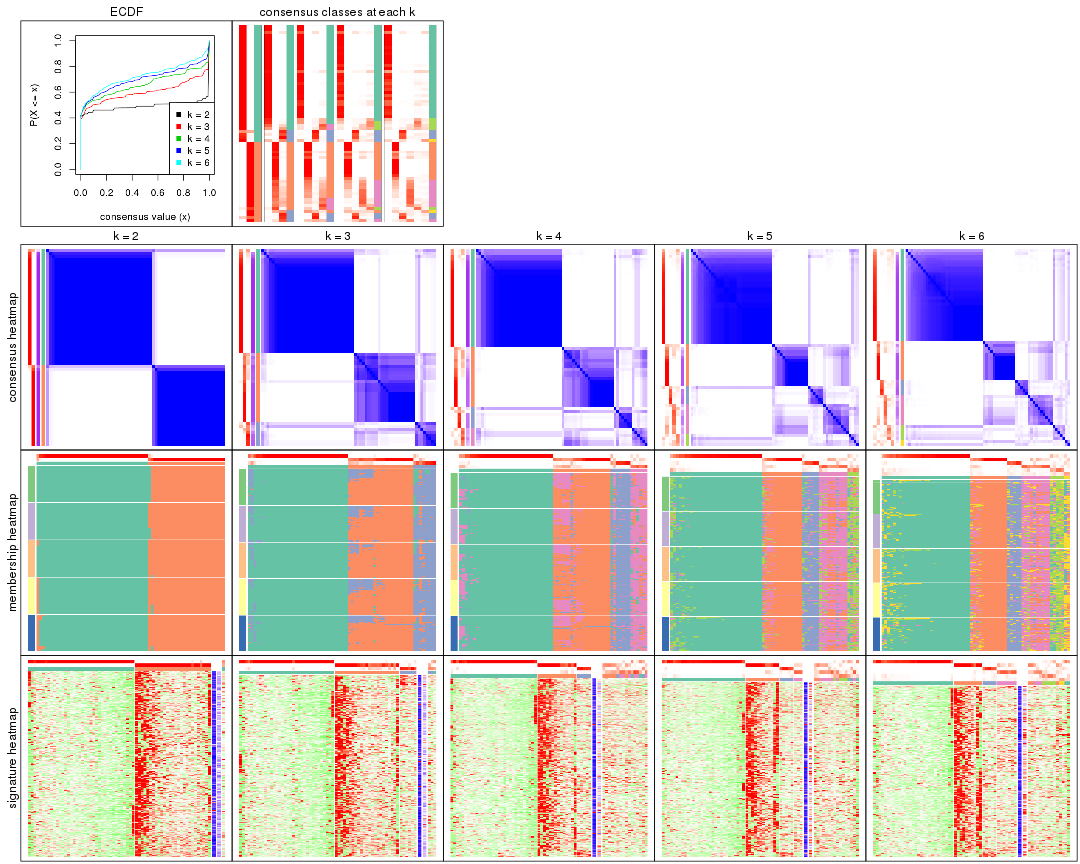 ECDF
consensus classes at each k
P(X <= x)
0.0 0.2 0.4 0.6 0.8 1.0
k = 2
k = 3
k = 4
k = 5
k = 6
0.0 0.2 0.4 0.6 0.8 1.0
consensus value (x)
k = 2
k = 3
k = 4
k = 5
k = 6
consensus heatmap
membership heatmap
signature heatmap